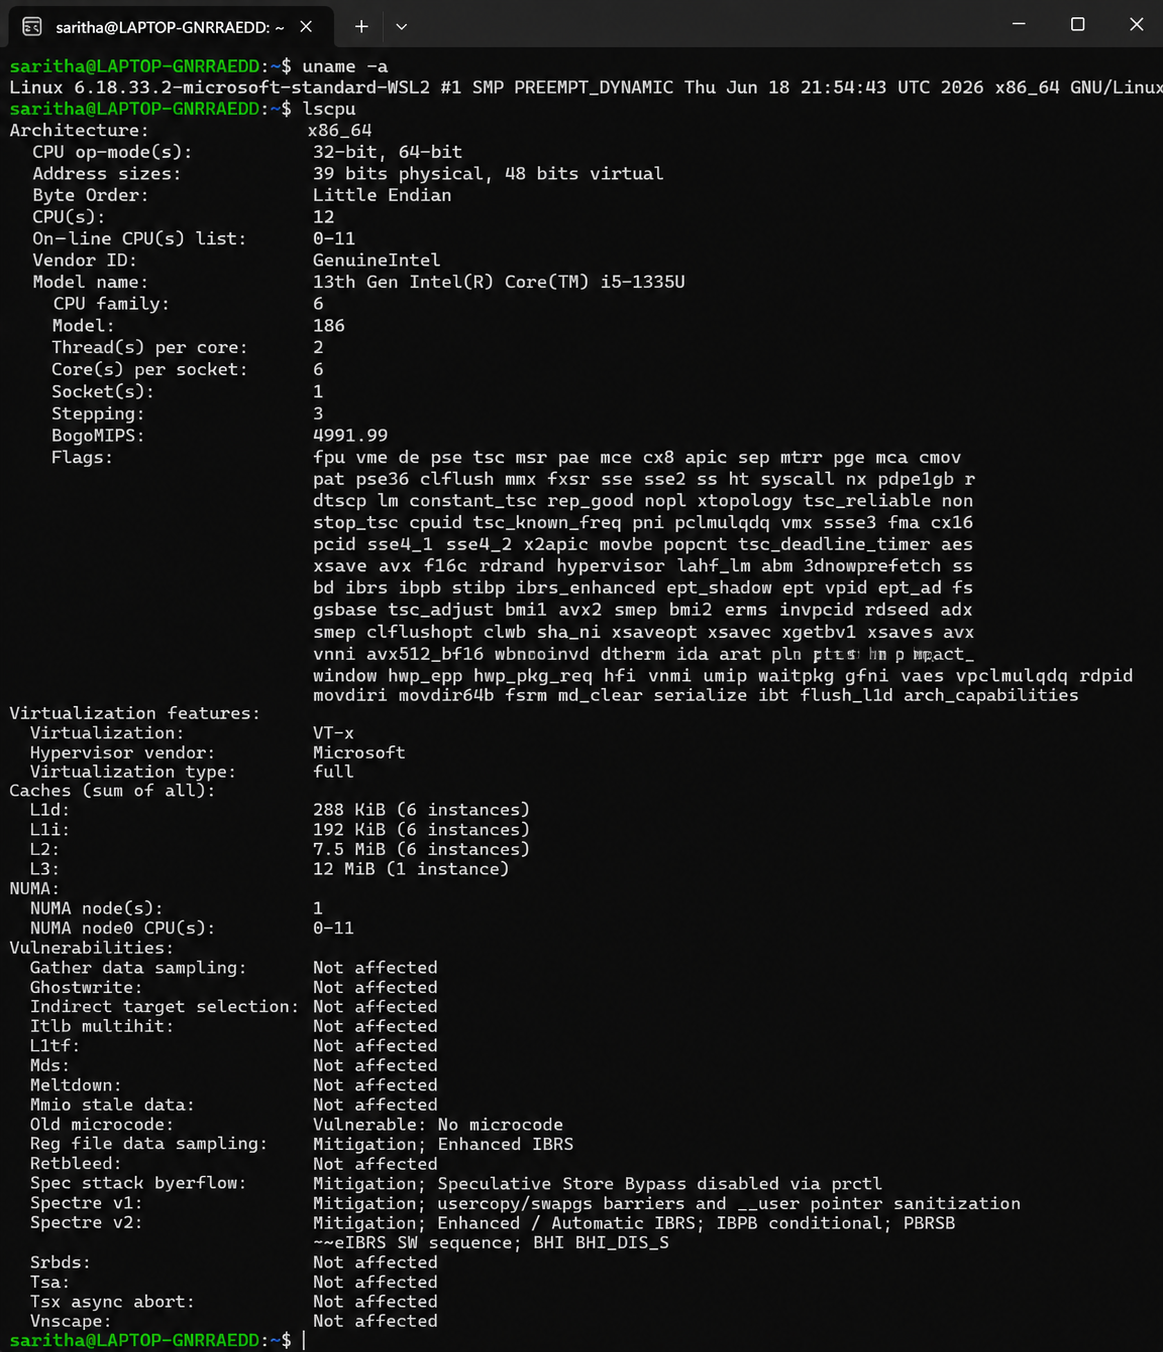 saritha@LAPTOP-GNRRAEDD: ~
saritha@LAPTOP-GNRRAEDD:~$ uname -a
Linux 6.18.33.2-microsoft-standard-WSL2 #1 SMP PREEMPT_DYNAMIC Thu Jun 18 21:54:43 UTC 2026 x86_64 GNU/Linux
saritha@LAPTOP-GNRRAEDD:~$ lscpu
Architecture: x86_64
CPU op-mode(s): 32-bit, 64-bit
Address sizes: 39 bits physical, 48 bits virtual
Byte Order: Little Endian
CPU(s): 12
On-line CPU(s) list: 0-11
Vendor ID: GenuineIntel
Model name: 13th Gen Intel(R) Core(TM) i5-1335U
CPU family: 6
Model: 186
Thread(s) per core: 2
Core(s) per socket: 6
Socket(s): 1
Stepping: 3
BogoMIPS: 4991.99
Flags: fpu vme de pse tsc msr pae mce cx8 apic sep mtrr pge mca cmov
pat pse36 clflush mmx fxsr sse sse2 ss ht syscall nx pdpe1gb r
dtscp lm constant_tsc rep_good nopl xtopology tsc_reliable non
stop_tsc cpuid tsc_known_freq pni pclmulqdq vmx ssse3 fma cx16
pcid sse4_1 sse4_2 x2apic movbe popcnt tsc_deadline_timer aes
xsave avx f16c rdrand hypervisor lahf_lm abm 3dnowprefetch ss
bd ibrs ibpb stibp ibrs_enhanced ept_shadow ept vpid ept_ad fs
gsbase tsc_adjust bmi1 avx2 smep bmi2 erms invpcid rdseed adx
smep clflushopt clwb sha_ni xsaveopt xsavec xgetbv1 xsaves avx
vnni avx512_bf16 wbnooinvd dtherm ida arat pln
window hwp_epp hwp_pkg_req hfi vnmi umip waitpkg gfni vaes vpclmulqdq rdpid
movdiri movdir64b fsrm md_clear serialize ibt flush_l1d arch_capabilities
Virtualization features:
Virtualization: VT-x
Hypervisor vendor: Microsoft
Virtualization type: full
Caches (sum of all):
L1d: 288 KiB (6 instances)
L1i: 192 KiB (6 instances)
L2: 7.5 MiB (6 instances)
L3: 12 MiB (1 instance)
NUMA:
NUMA node(s): 1
NUMA node0 CPU(s): 0-11
Vulnerabilities:
Gather data sampling: Not affected
Ghostwrite: Not affected
Indirect target selection: Not affected
Itlb multihit: Not affected
L1tf: Not affected
Mds: Not affected
Meltdown: Not affected
Mmio stale data: Not affected
Old microcode: Vulnerable: No microcode
Reg file data sampling: Mitigation; Enhanced IBRS
Retbleed: Not affected
Spec sttack byerflow: Mitigation; Speculative Store Bypass disabled via prctl
Spectre v1: Mitigation; usercopy/swapgs barriers and __user pointer sanitization
Spectre v2: Mitigation; Enhanced / Automatic IBRS; IBPB conditional; PBRSB
~~eIBRS SW sequence; BHI BHI_DIS_S
Srbds: Not affected
Tsa: Not affected
Tsx async abort: Not affected
Vnscape: Not affected
saritha@LAPTOP-GNRRAEDD:~$